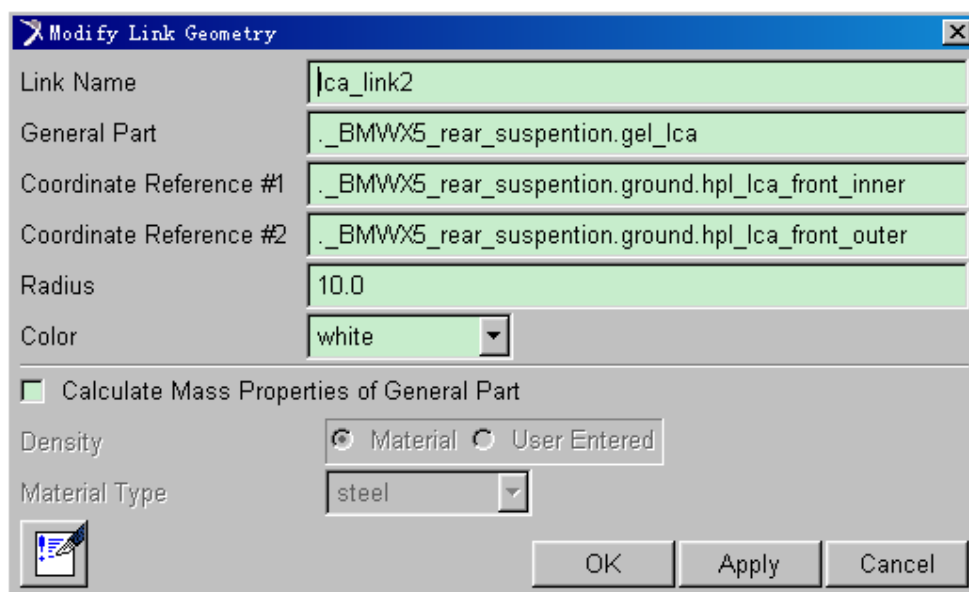 Modify Link Geometry
Link Name lca_link2
General Part ._BMWX5_rear_suspention.gel_lca
Coordinate Reference #1 ._BMWX5_rear_suspention.ground.hpl_lca_front_inner
Coordinate Reference #2 ._BMWX5_rear_suspention.ground.hpl_lca_front_outer
Radius 10.0
Color white
Calculate Mass Properties of General Part
Density Material User Entered
Material Type steel
OK Apply Cancel